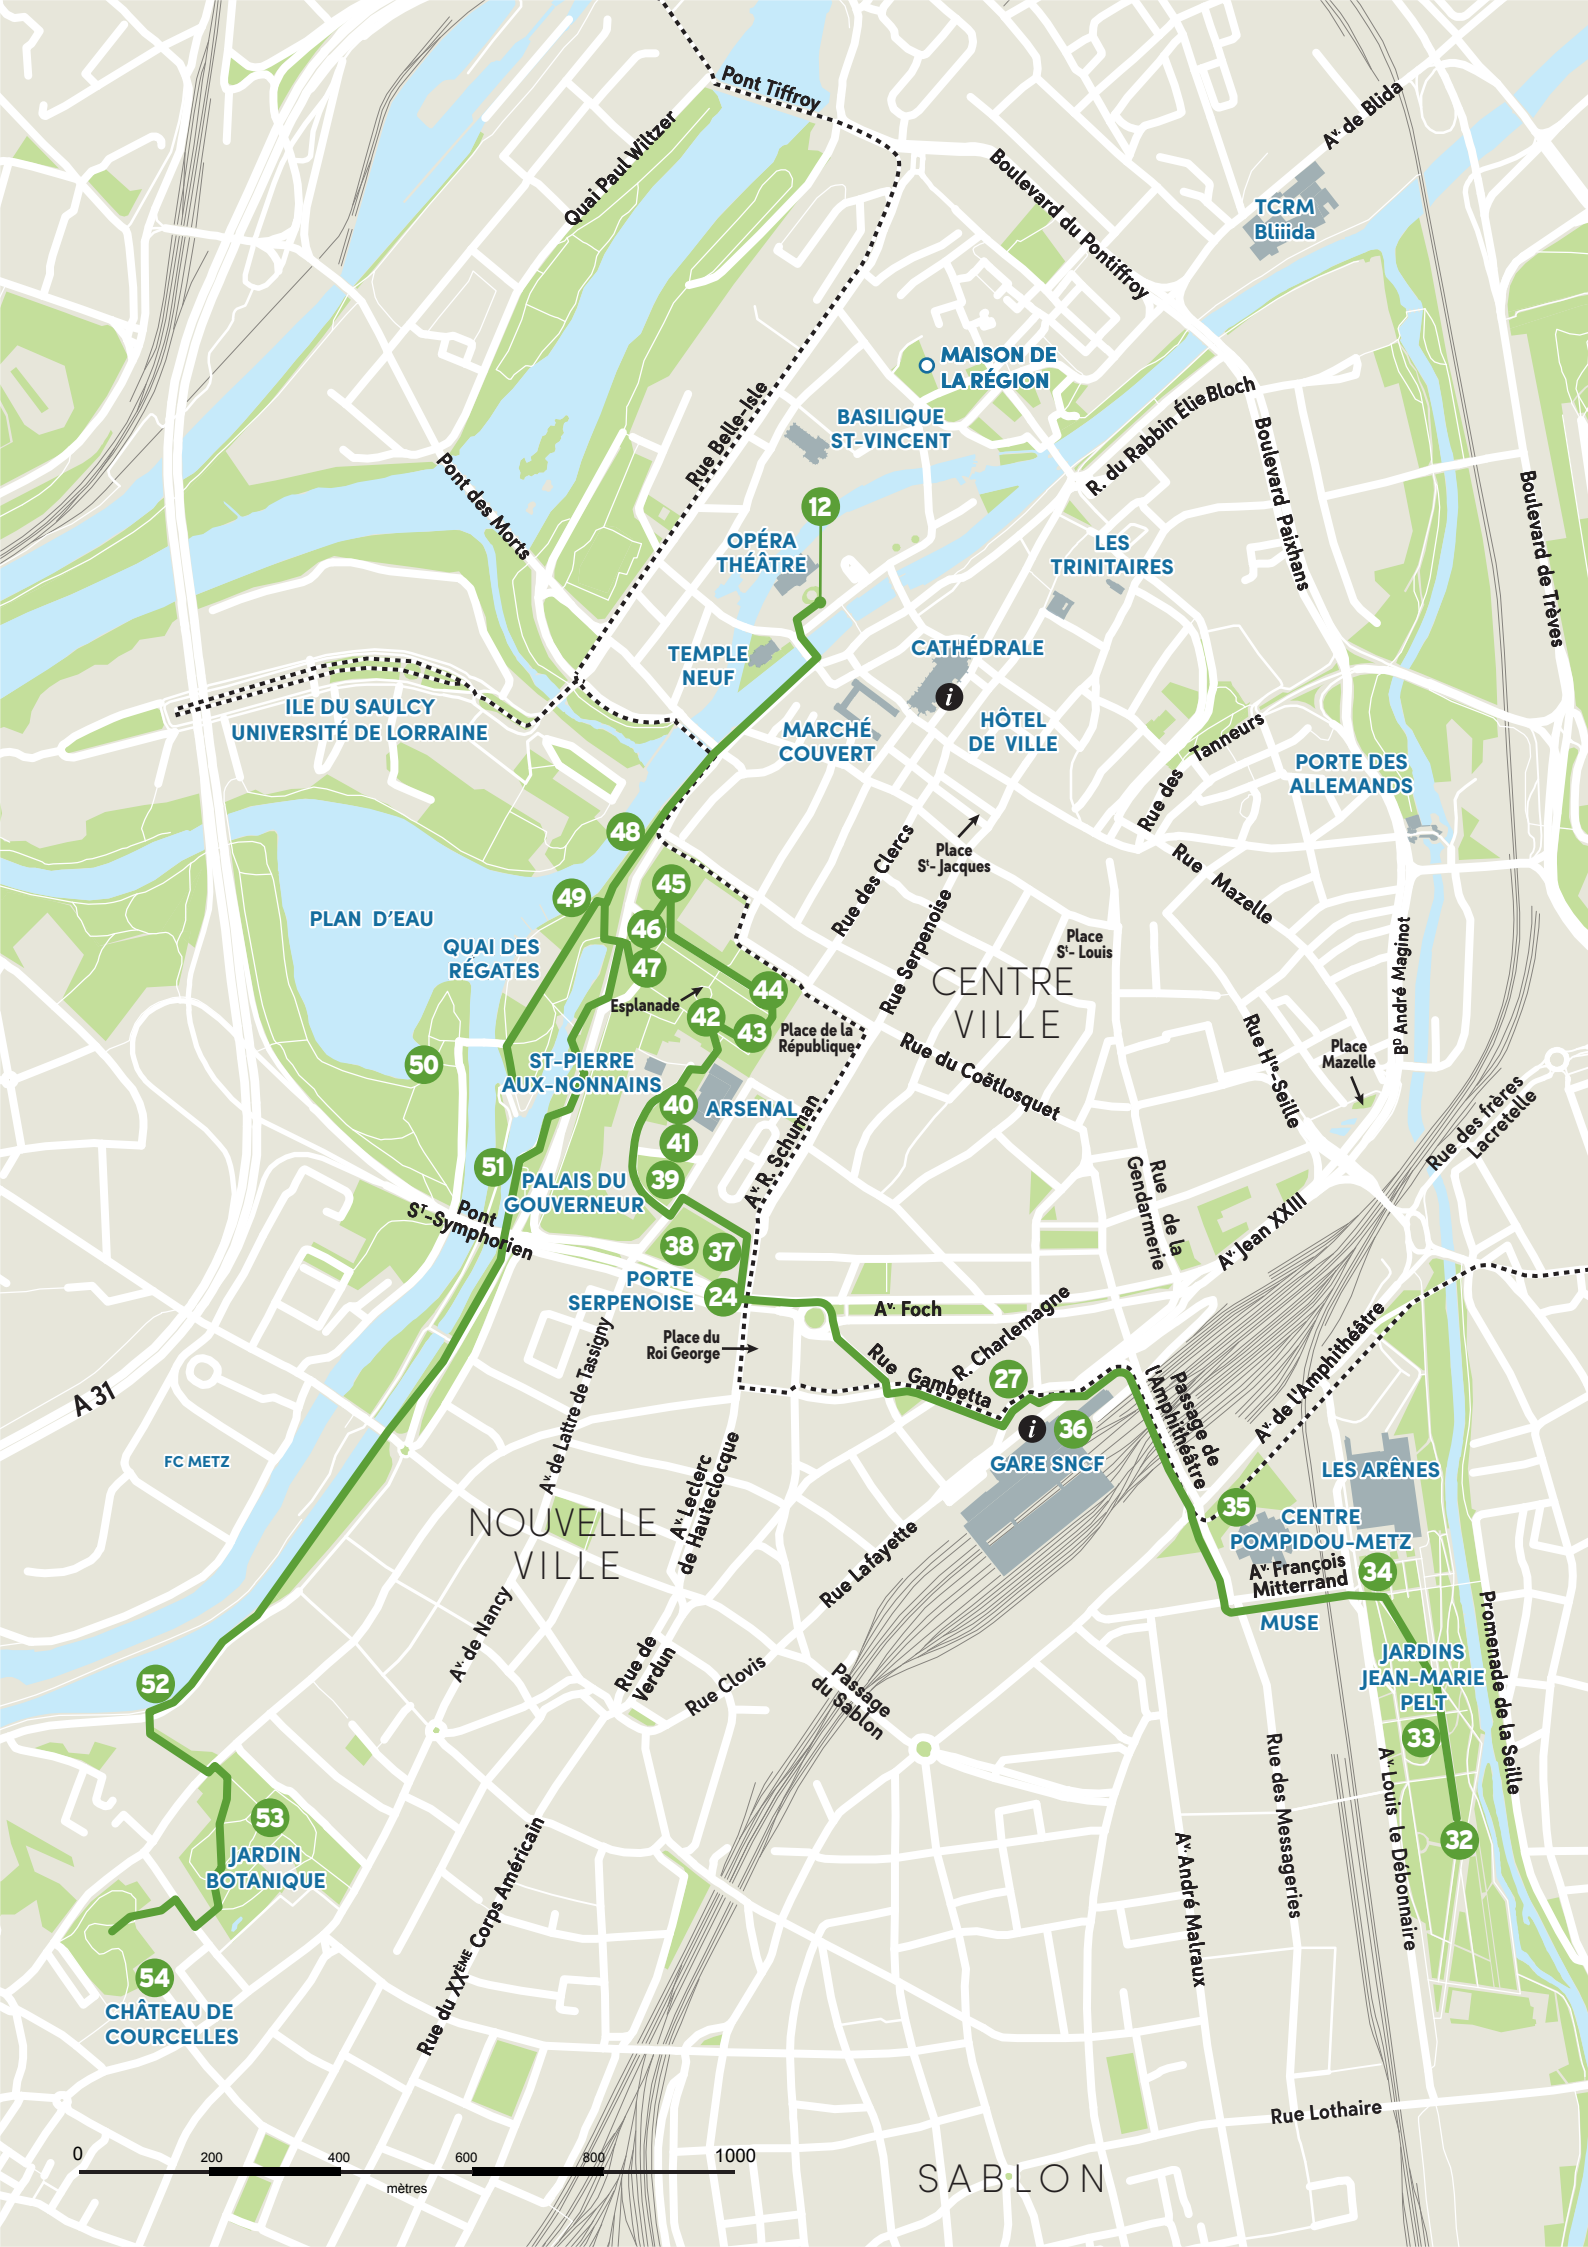 Pont Tiffroy
Quai Paul Wiltzer
Av. de Blida
Boulevard du Pontiffroy
TCRM
Bliiida
MAISON DE
LA RÉGION
Rue Belle-Isle
BASILIQUE
ST-VINCENT
R. du Rabbin Élie Bloch
Boulevard Paixhans
Boulevard de Trèves
Pont des Morts
12
OPÉRA
THÉÂTRE
LES
TRINITAIRES
TEMPLE
NEUF
CATHÉDRALE
i
ILE DU SAULCY
UNIVERSITÉ DE LORRAINE
MARCHÉ
COUVERT
HÔTEL
DE VILLE
Rue des Tanneurs
PORTE DES
ALLEMANDS
48
Rue des Clercs
Place
St-Jacques
Rue Mazelle
45
49
46
47
PLAN D'EAU
QUAI DES
RÉGATES
Rue Serpenoise
Place
St-Louis
BD André Maginot
CENTRE
VILLE
Esplanade
44
42
43
Place de la
République
Rue du Coëtlosquet
Rue Hte-Seille
Place
Mazelle
50
ST-PIERRE
AUX-NONNAINS
ARSENAL
40
41
39
Av. R. Schuman
Rue des frères
Lacretelle
51
PALAIS DU
GOUVERNEUR
Pont
ST-Symphorien
Rue de la
Gendarmerie
Av. Jean XXIII
38
37
PORTE
SERPENOISE
24
Av. Foch
Place du
Roi George
Rue Gambetta
R. Charlemagne
27
i
36
GARE SNCF
Passage de
l'Amphithéâtre
Av. de l'Amphithéâtre
A 31
FC METZ
Av. de Lattre de Tassigny
Av. Leclerc
de Hauteclocque
NOUVELLE
VILLE
LES ARÊNES
35
CENTRE
POMPIDOU-METZ
Av. François
Mitterrand
34
MUSE
Rue Lafayette
Av. de Nancy
Rue de
Verdun
Rue Clovis
Passage
du Sablon
JARDINS
JEAN-MARIE
PELT
33
Promenade de la Seille
52
53
JARDIN
BOTANIQUE
Rue des Messageries
Av. Louis le Débonnaire
32
Av. André Malraux
Rue du XXÈME Corps Américain
54
CHÂTEAU DE
COURCELLES
Rue Lothaire
0 200 400 600 800 1000
mètres
SABLON